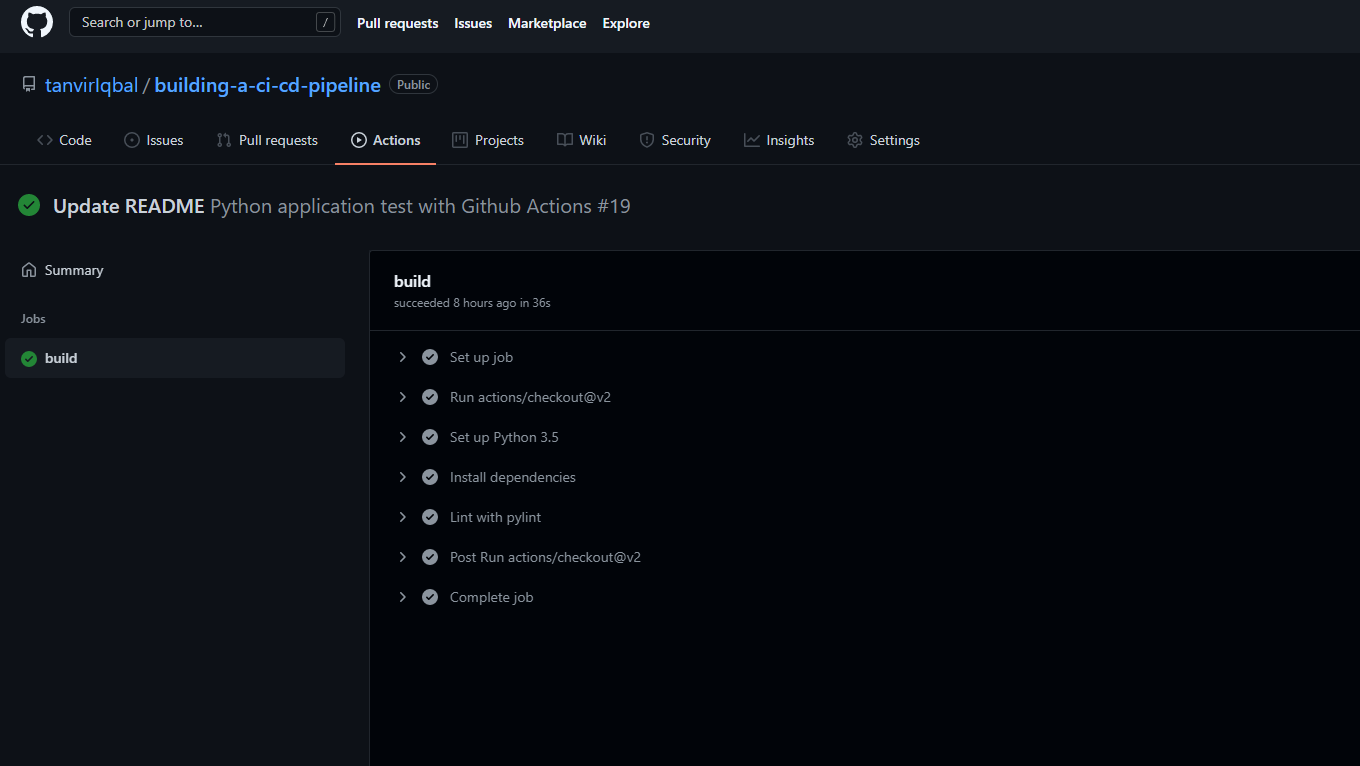 Search or jump to... / Pull requests Issues Marketplace Explore
tanvirIqbal / building-a-ci-cd-pipeline Public
Code Issues Pull requests Actions Projects Wiki Security Insights Settings
Update README Python application test with Github Actions #19
Summary
Jobs
build
build
succeeded 8 hours ago in 36s
Set up job
Run actions/checkout@v2
Set up Python 3.5
Install dependencies
Lint with pylint
Post Run actions/checkout@v2
Complete job